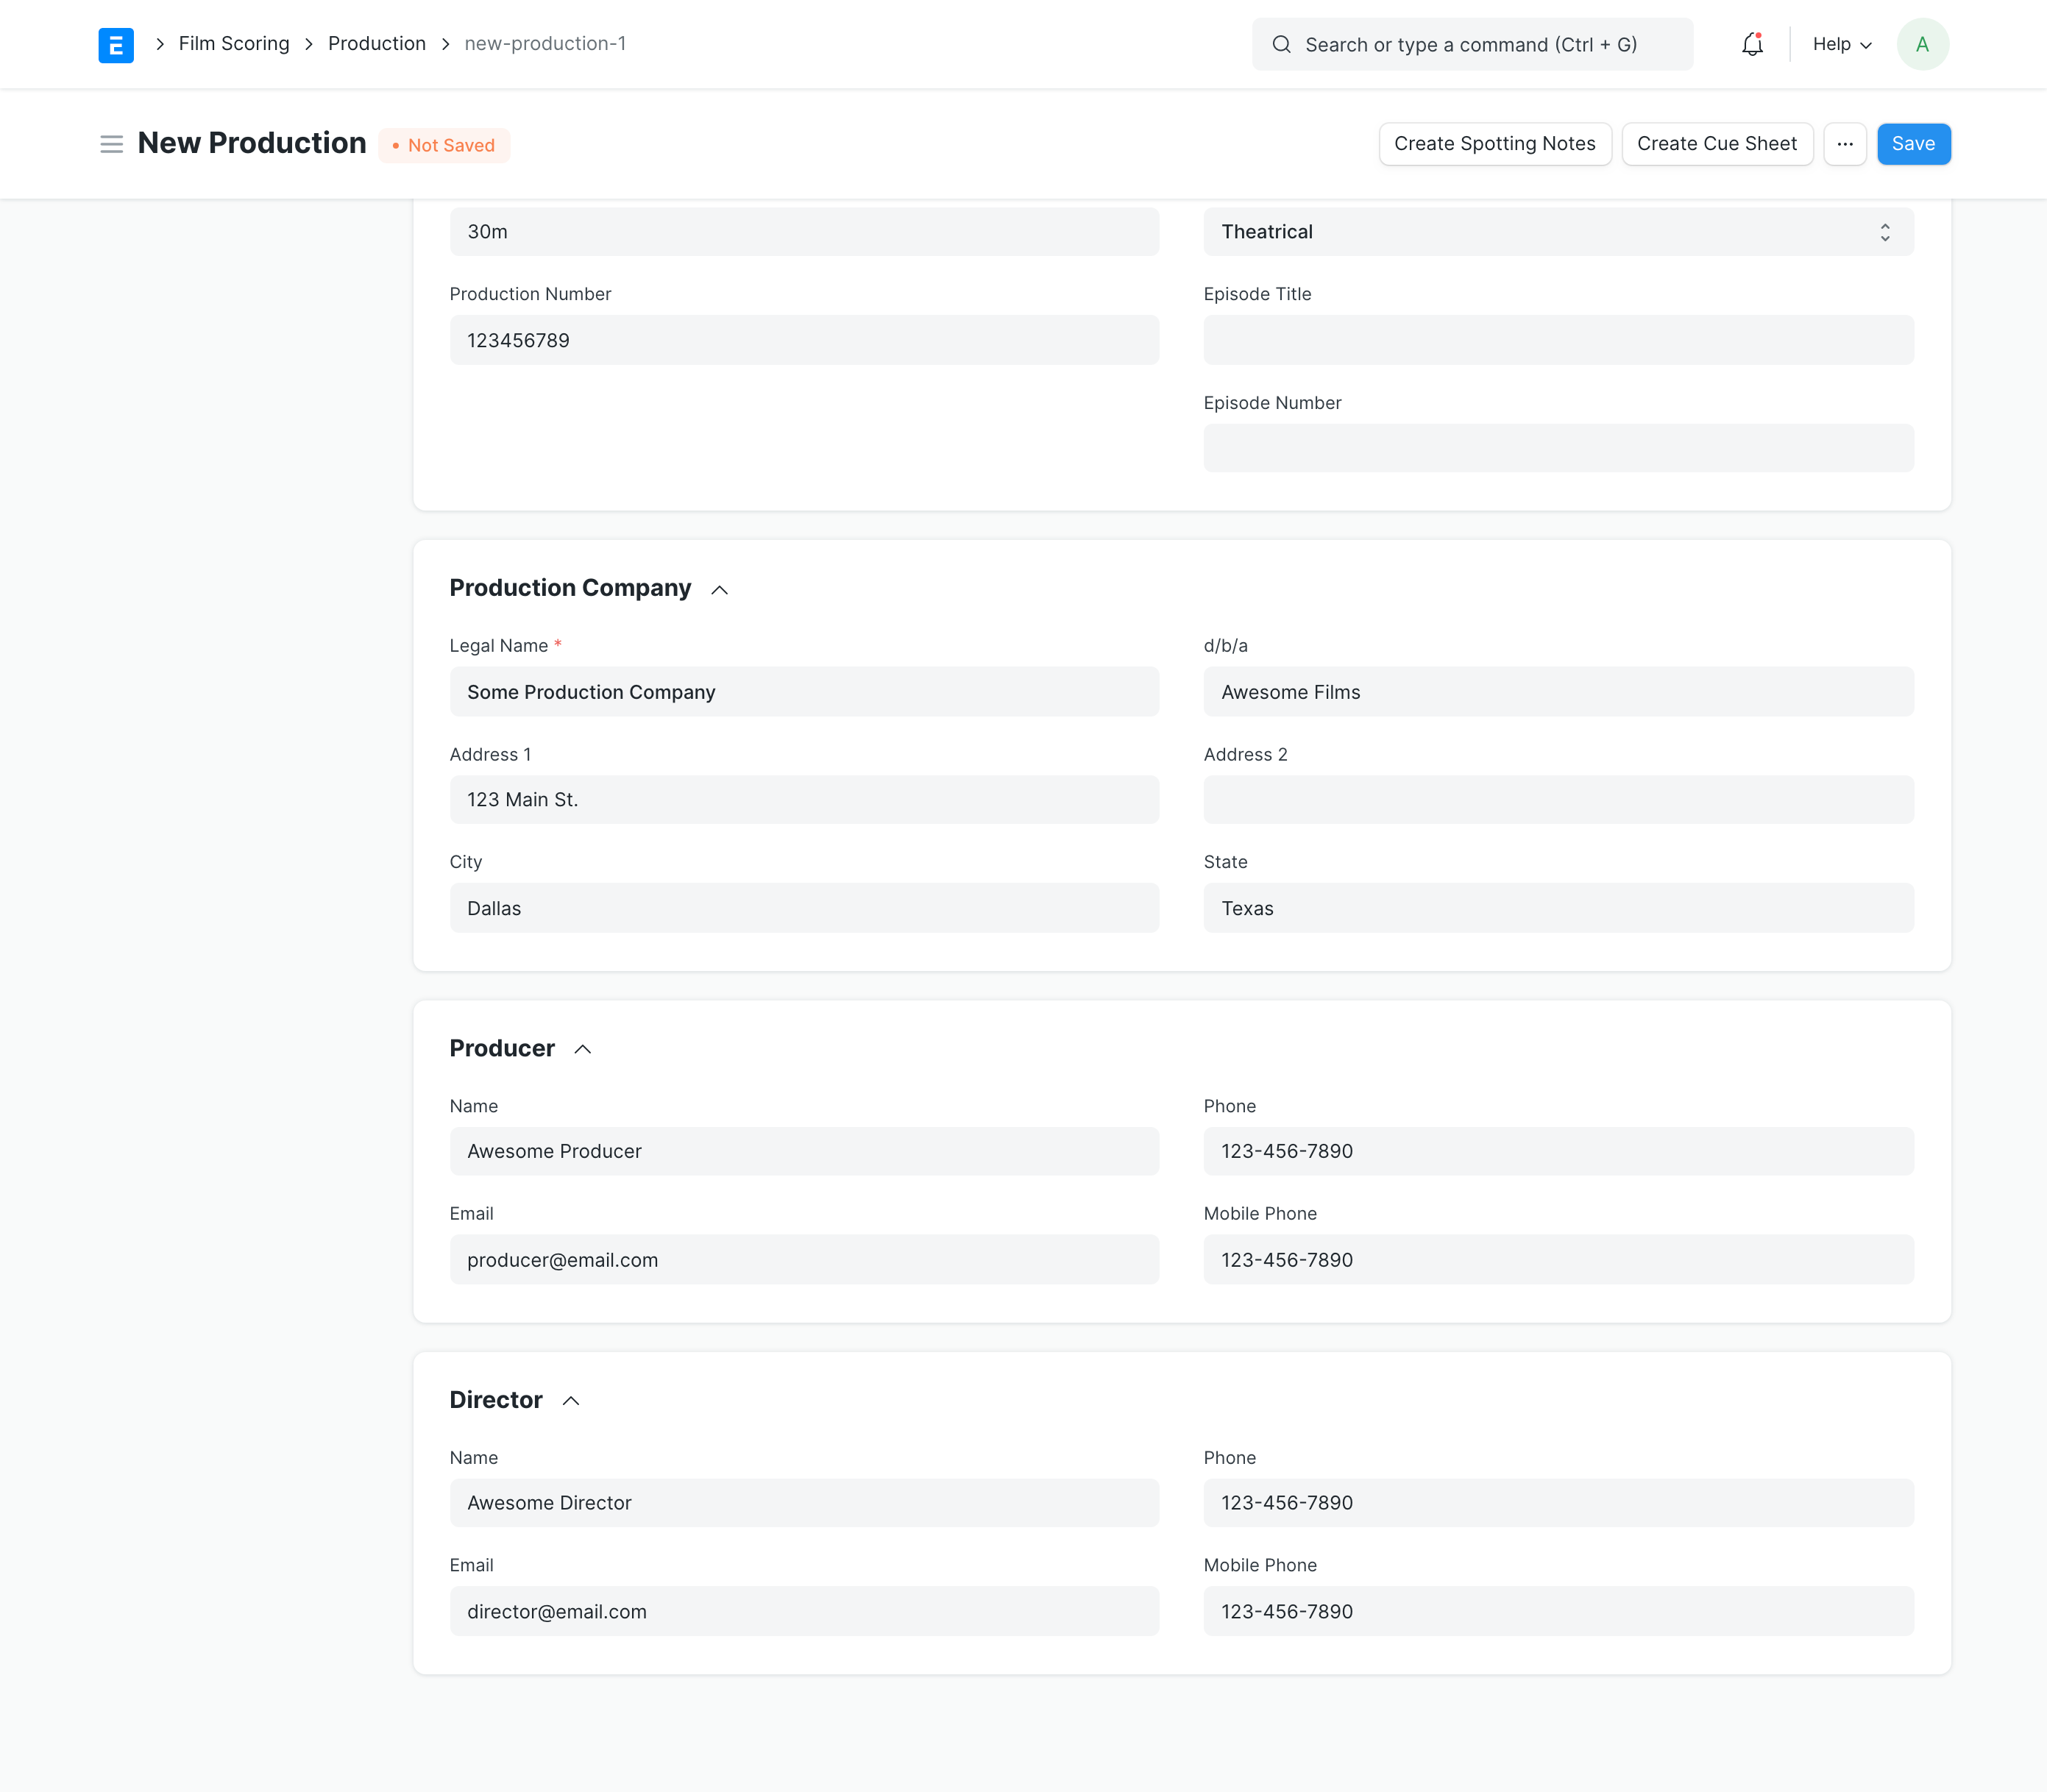 E
Film Scoring
Production
new-production-1
Search or type a command (Ctrl + G)
Help
A
New Production
• Not Saved
Create Spotting Notes
Create Cue Sheet
...
Save
30m
Theatrical
Production Number
Episode Title
123456789
Episode Number
Production Company
Legal Name *
d/b/a
Some Production Company
Awesome Films
Address 1
Address 2
123 Main St.
City
State
Dallas
Texas
Producer
Name
Phone
Awesome Producer
123-456-7890
Email
Mobile Phone
producer@email.com
123-456-7890
Director
Name
Phone
Awesome Director
123-456-7890
Email
Mobile Phone
director@email.com
123-456-7890